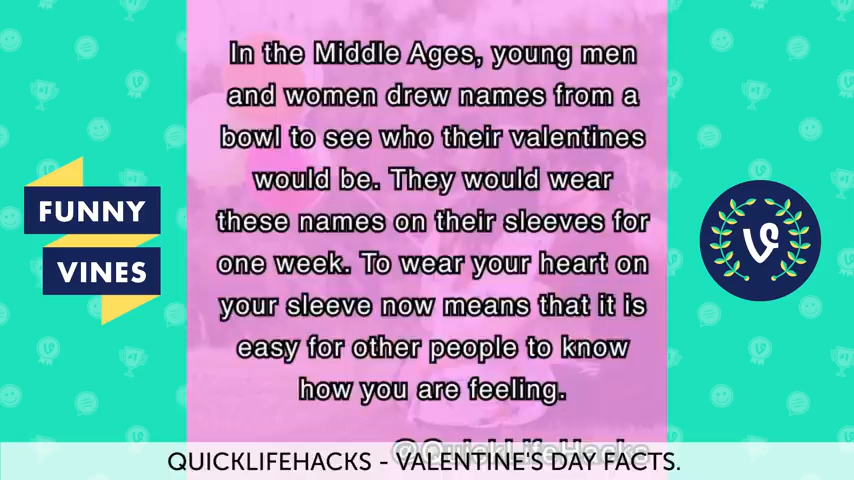 In the Middle Ages, young men
and women drew names from a
bowl to see who their valentines
would be. They would wear
these names on their sleeves for
one week. To wear your heart on
your sleeve now means that it is
easy for other people to know
how you are feeling.
@QuickLifeHacks
QUICKLIFEHACKS - VALENTINE'S DAY FACTS.
FUNNY
VINES